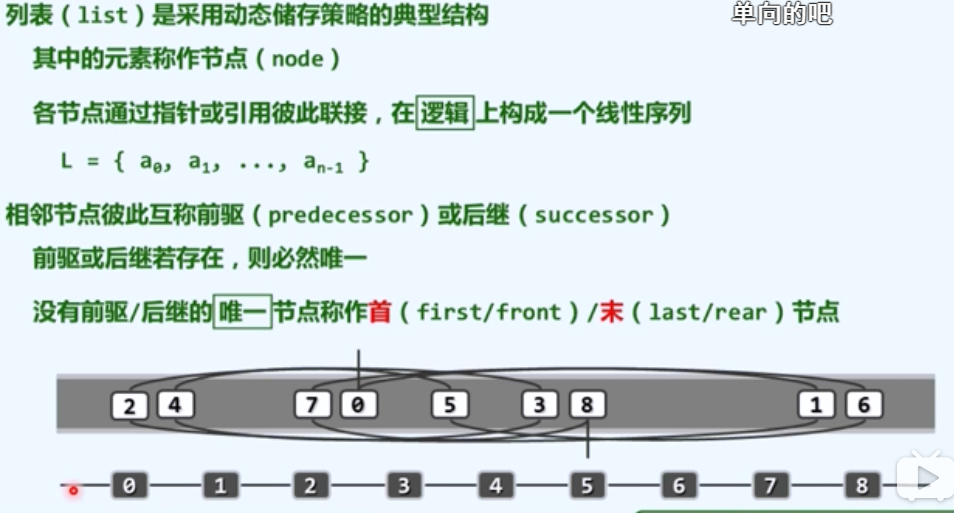 列表（list）是采用动态储存策略的典型结构
单向的吧
其中的元素称作节点（node）
各节点通过指针或引用彼此联接，在逻辑上构成一个线性序列
L = { a0, a1, ..., an-1 }
相邻节点彼此互称前驱（predecessor）或后继（successor）
前驱或后继若存在，则必然唯一
没有前驱/后继的唯一节点称作首（first/front）/末（last/rear）节点
2 4 7 0 5 3 8 1 6
0 1 2 3 4 5 6 7 8